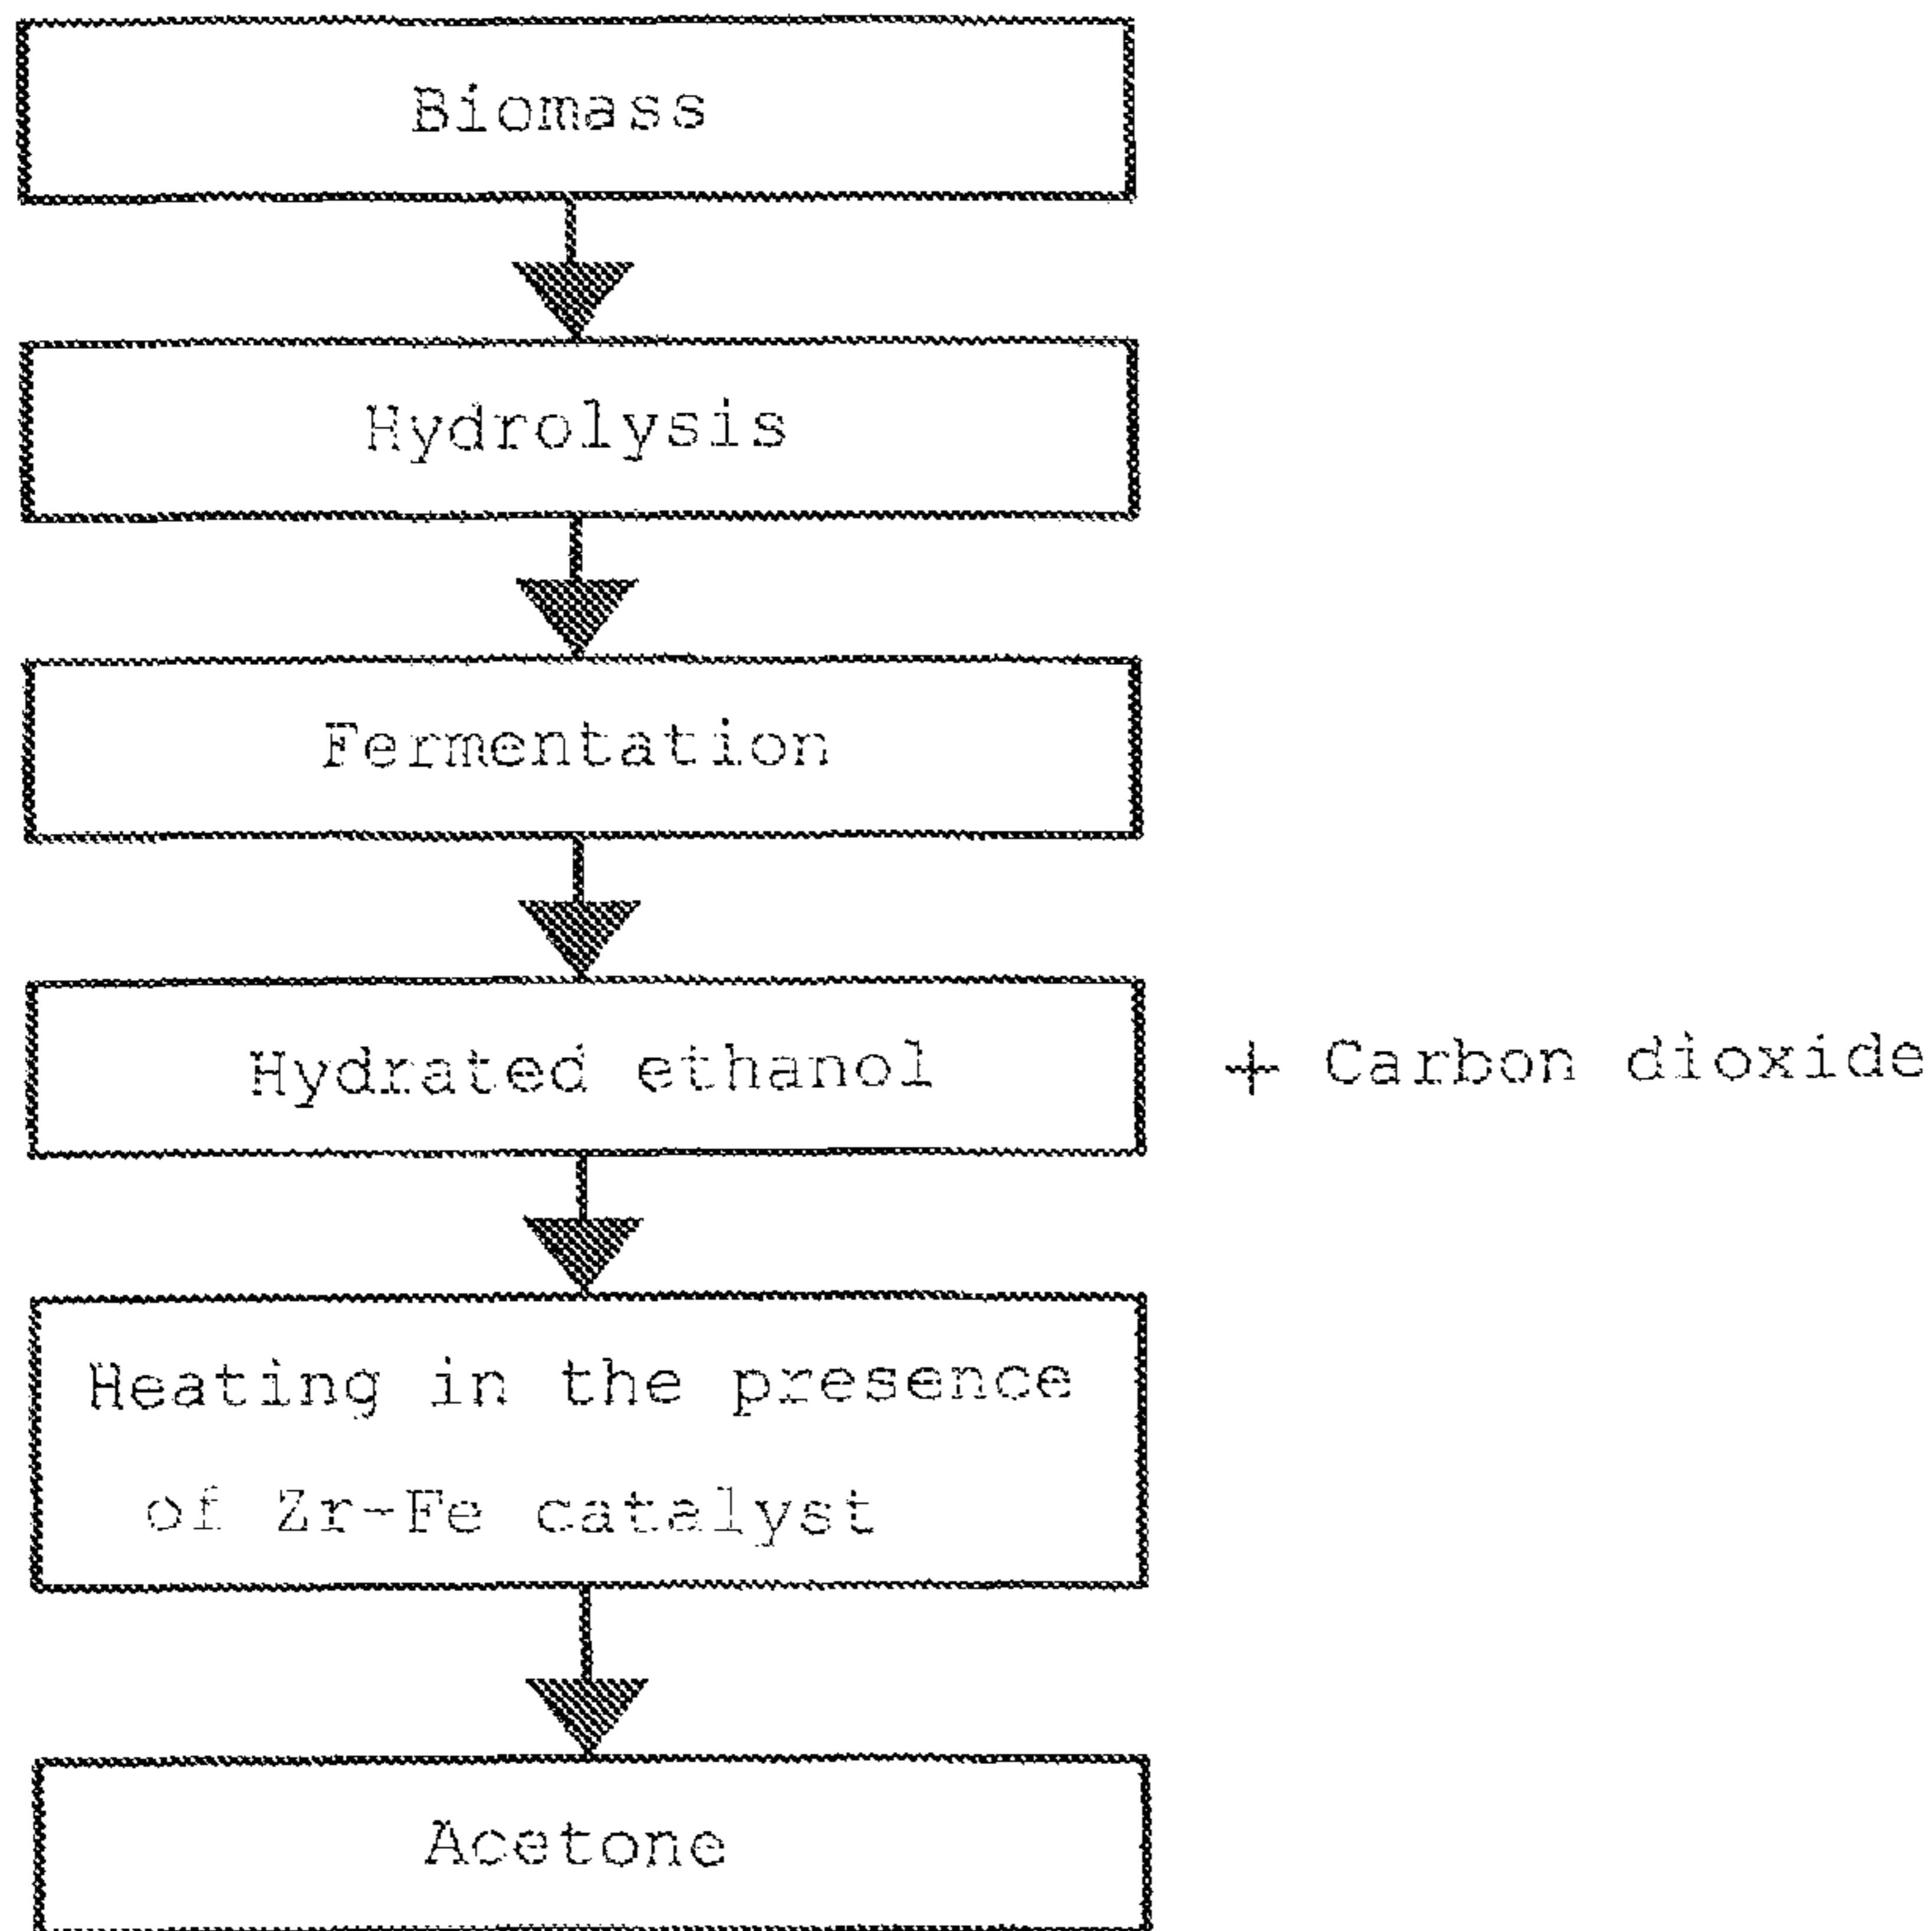 Biomass
Hydrolysis
Fermentation
Hydrated ethanol
+ Carbon dioxide
Heating in the presence
of Zr-Fe catalyst
Acetone